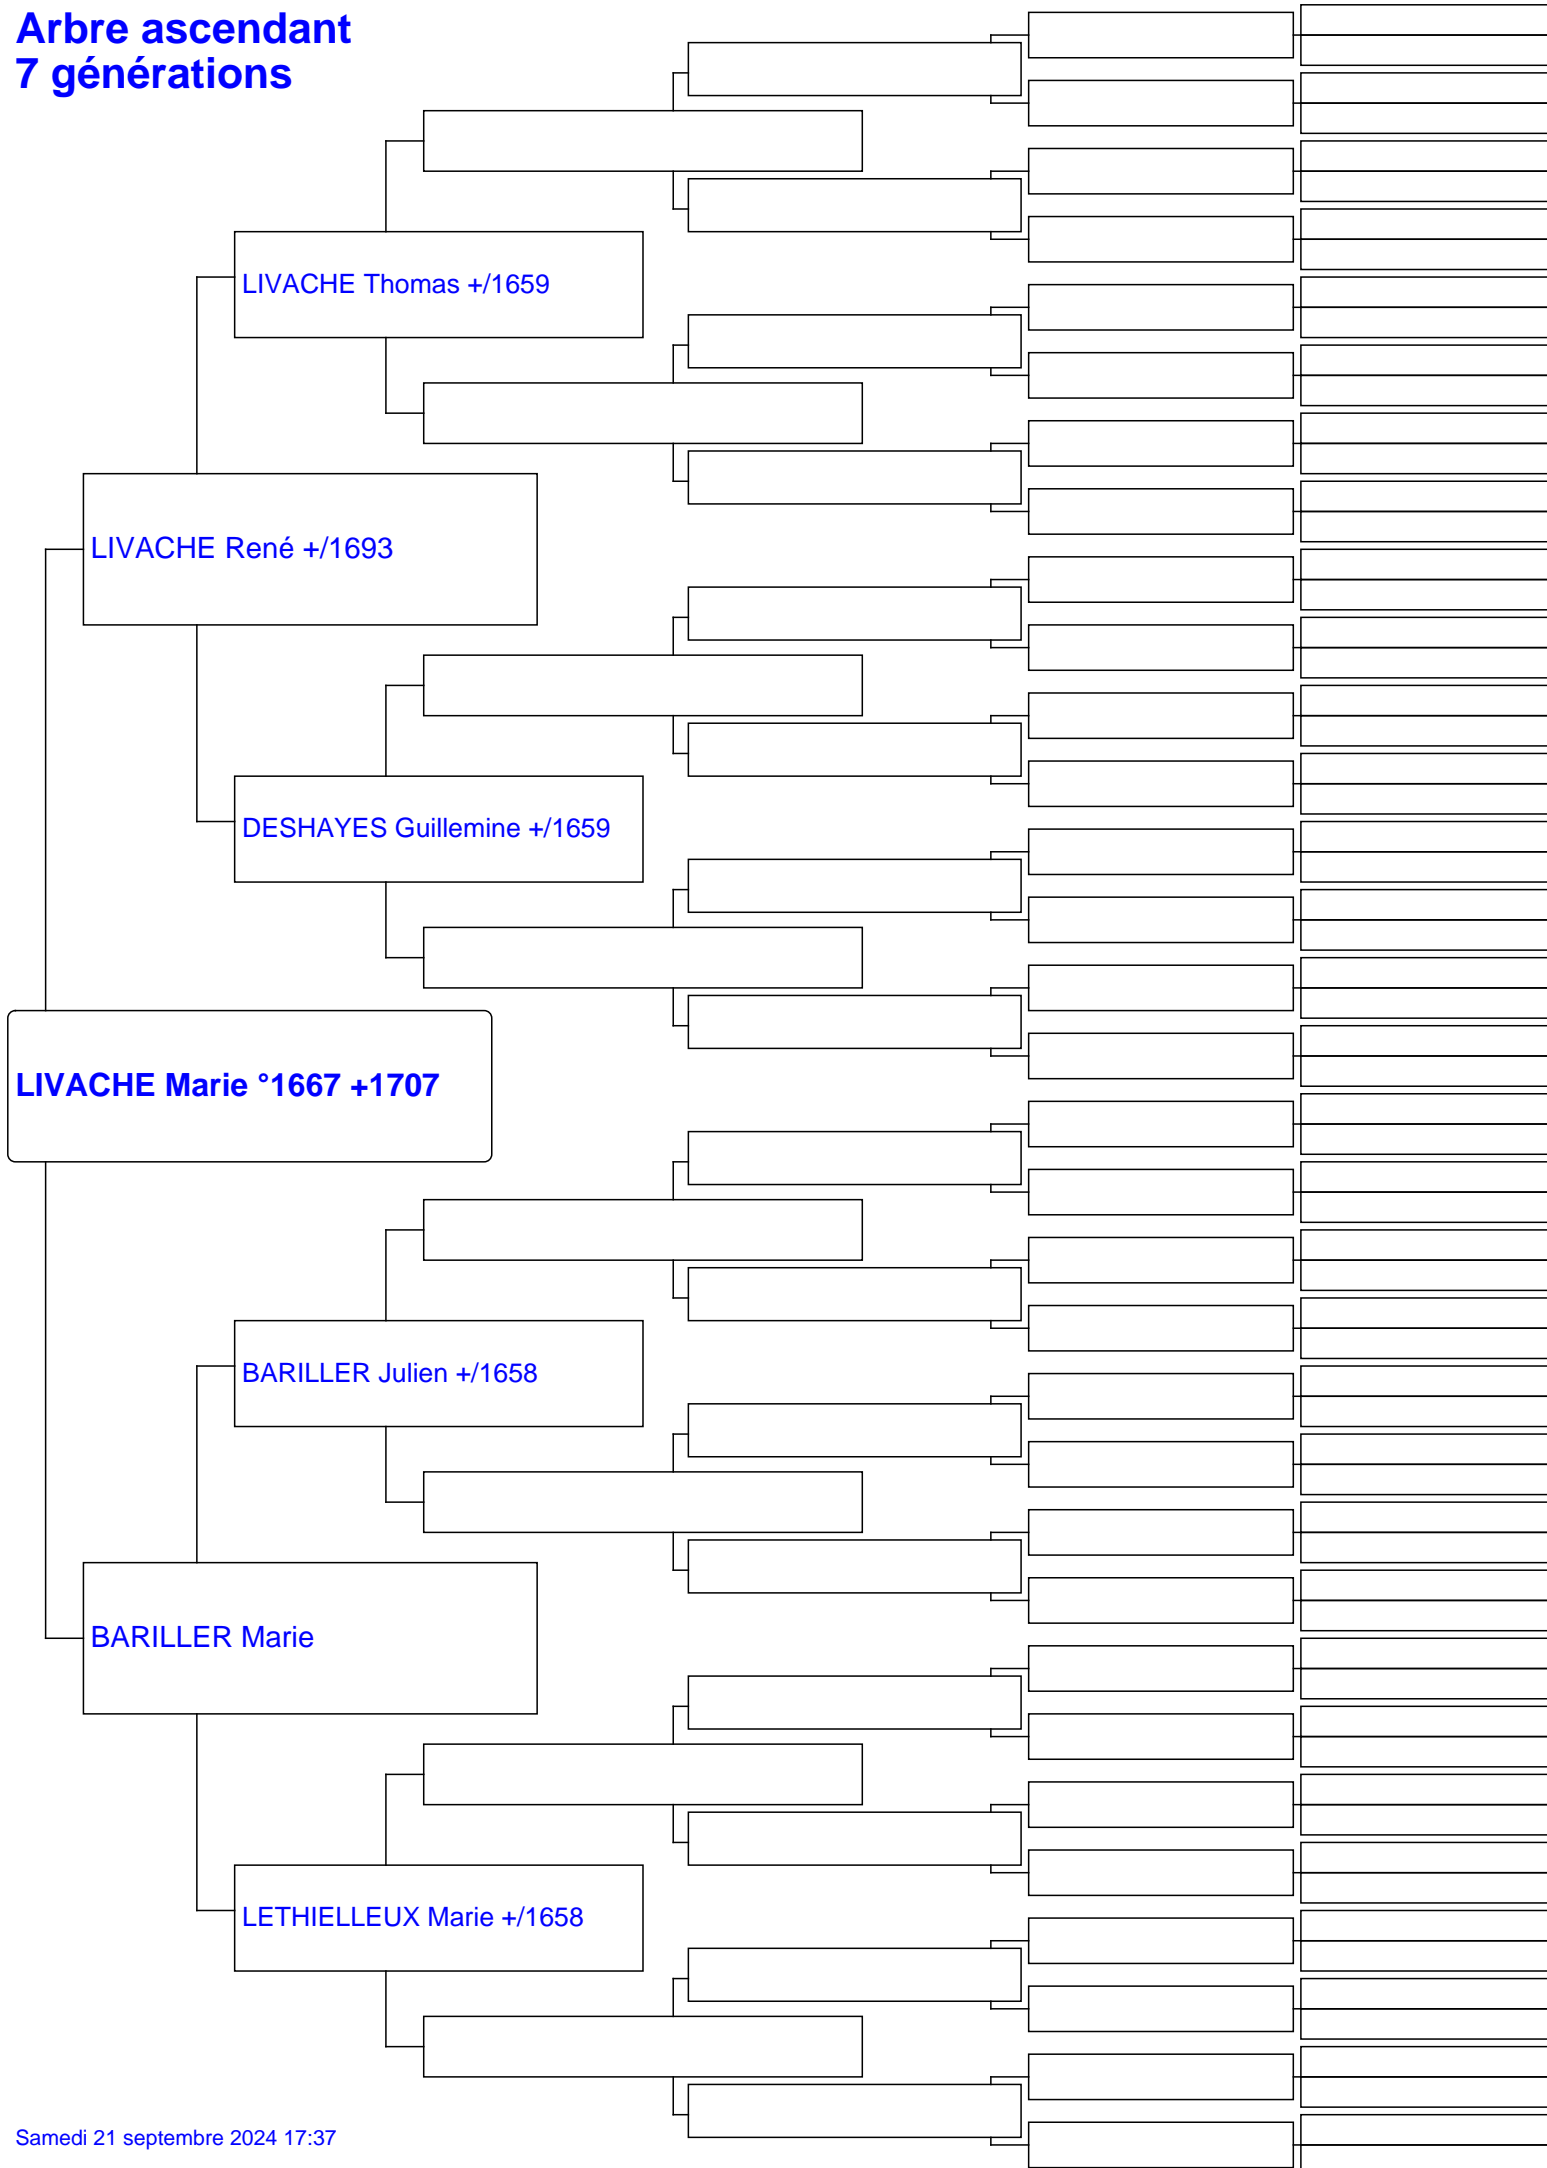 Arbre ascendant
7 générations
LIVACHE Thomas +/1659
LIVACHE René +/1693
DESHAYES Guillemine +/1659
LIVACHE Marie °1667 +1707
BARILLER Julien +/1658
BARILLER Marie
LETHIELLEUX Marie +/1658
Samedi 21 septembre 2024 17:37